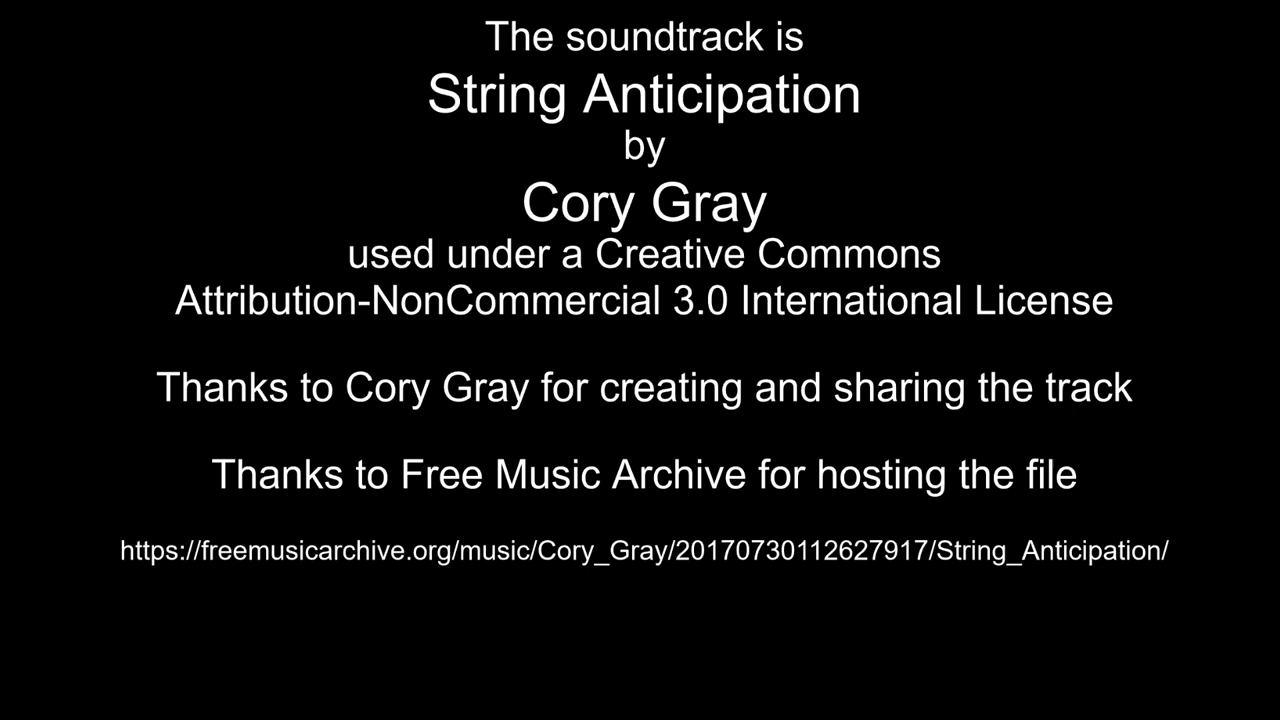 The soundtrack is
String Anticipation
by
Cory Gray
used under a Creative Commons
Attribution-NonCommercial 3.0 International License
Thanks to Cory Gray for creating and sharing the track
Thanks to Free Music Archive for hosting the file
https://freemusicarchive.org/music/Cory_Gray/20170730112627917/String_Anticipation/